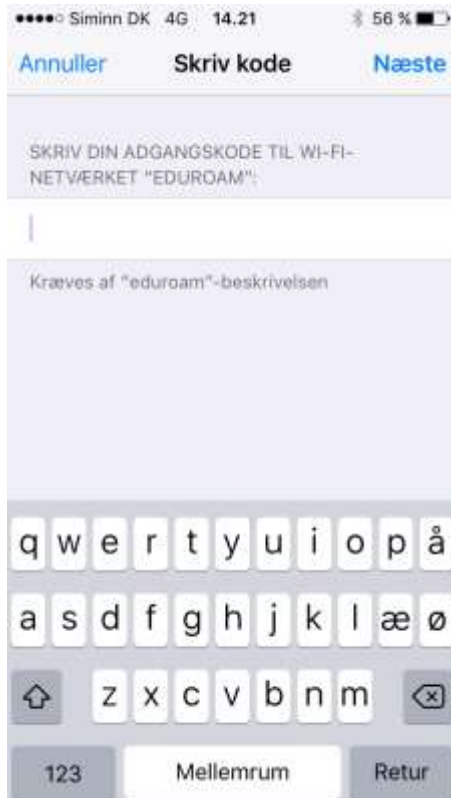 Siminn DK 4G 14.21 56 %
Annuller Skriv kode Næste
SKRIV DIN ADGANGSKODE TIL WI-FI-
NETVÆRKET "EDUROAM":
Kræves af "eduroam"-beskrivelsen
q w e r t y u i o p å
a s d f g h j k l æ ø
z x c v b n m
123 Mellemrum Retur